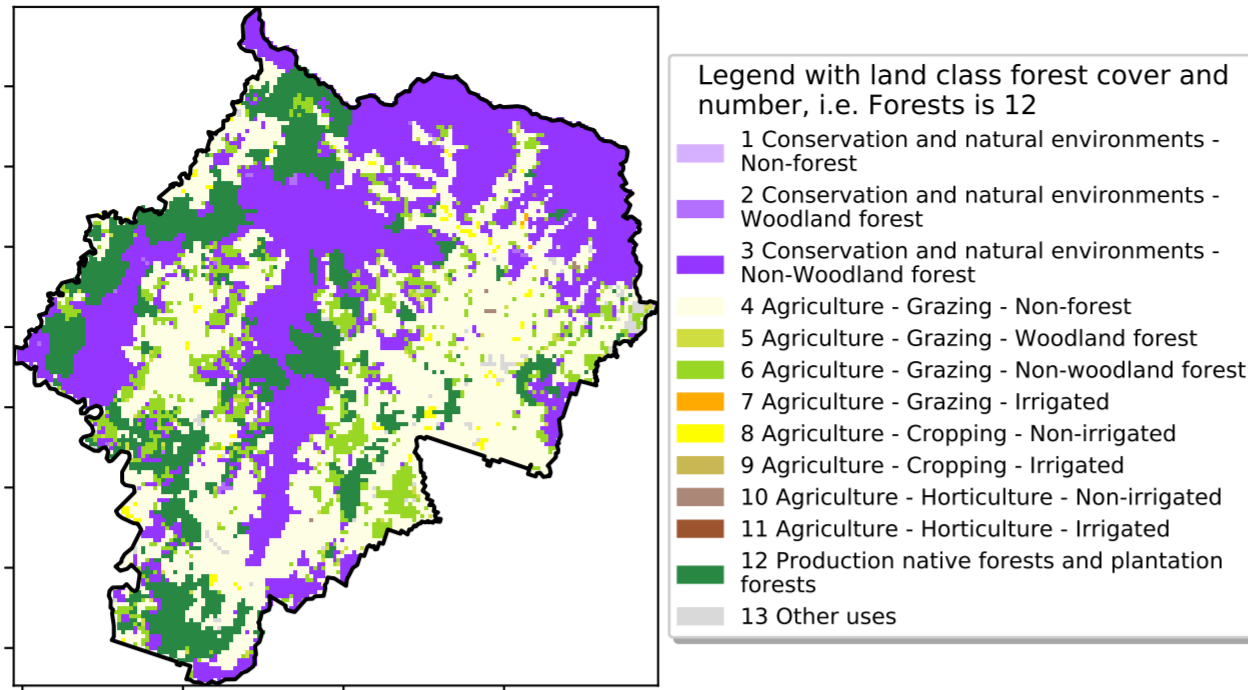 Legend with land class forest cover and
number, i.e. Forests is 12
1 Conservation and natural environments -
Non-forest
2 Conservation and natural environments -
Woodland forest
3 Conservation and natural environments -
Non-Woodland forest
4 Agriculture - Grazing - Non-forest
5 Agriculture - Grazing - Woodland forest
6 Agriculture - Grazing - Non-woodland forest
7 Agriculture - Grazing - Irrigated
8 Agriculture - Cropping - Non-irrigated
9 Agriculture - Cropping - Irrigated
10 Agriculture - Horticulture - Non-irrigated
11 Agriculture - Horticulture - Irrigated
12 Production native forests and plantation
forests
13 Other uses